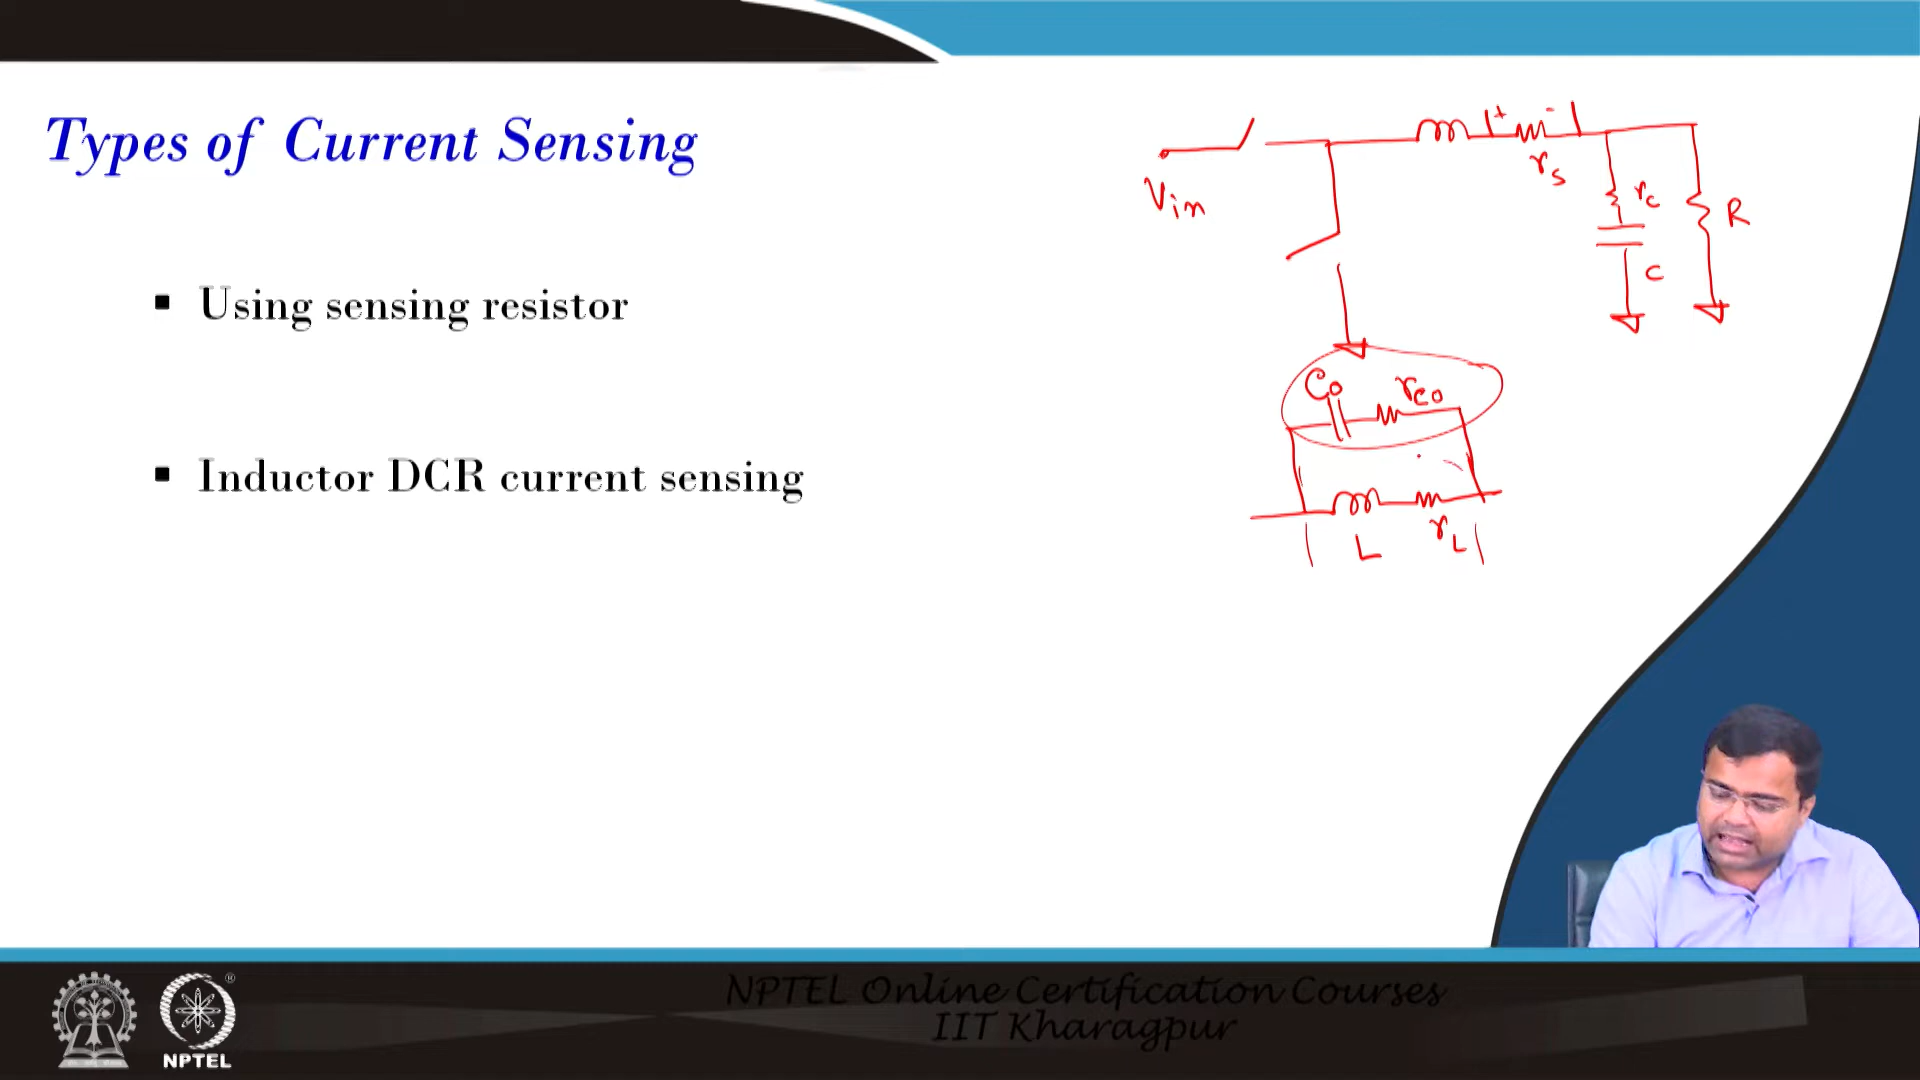 Types of Current Sensing
▪ Using sensing resistor
▪ Inductor DCR current sensing
Vin
+ -
rs
rc
C
R
Co
rco
L
rL
NPTEL Online Certification Courses
IIT Kharagpur
NPTEL
®